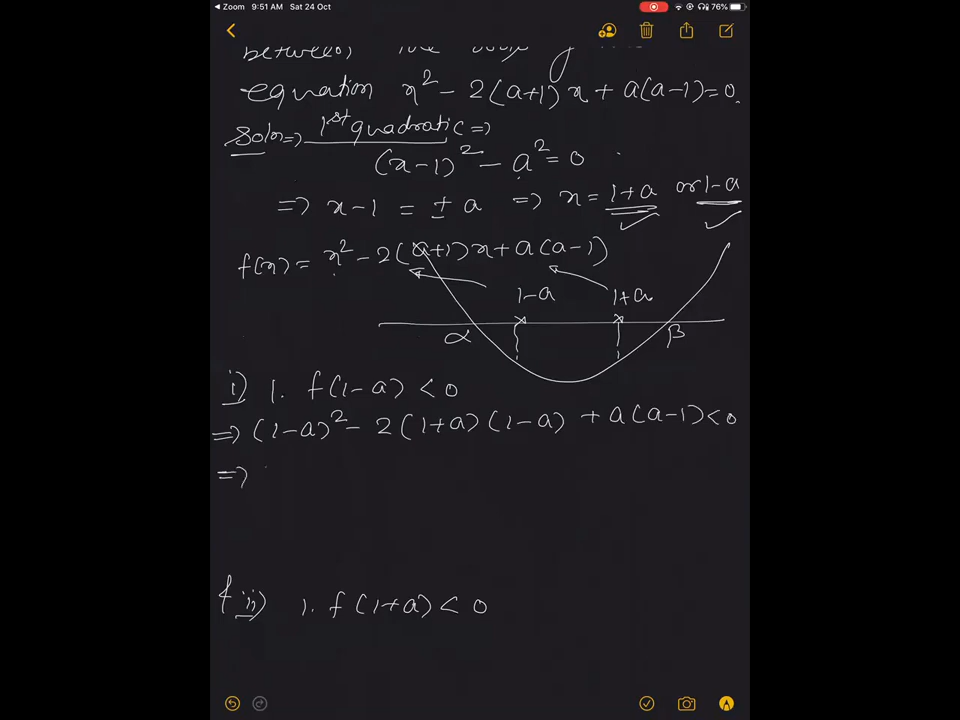 Zoom 9:51 AM Sat 24 Oct 76%
between
equation x² - 2(a+1)x + a(a-1)=0.
Soln=> 1st quadratic =>
(x-1)² - a² = 0
=> x-1 = ± a => x = 1+a or 1-a
f(x) = x² - 2(a+1)x + a(a-1)
1-a 1+a
α β
i) 1. f(1-a) < 0
=> (1-a)² - 2(1+a)(1-a) + a(a-1) < 0
=>
ii) 1. f(1+a) < 0